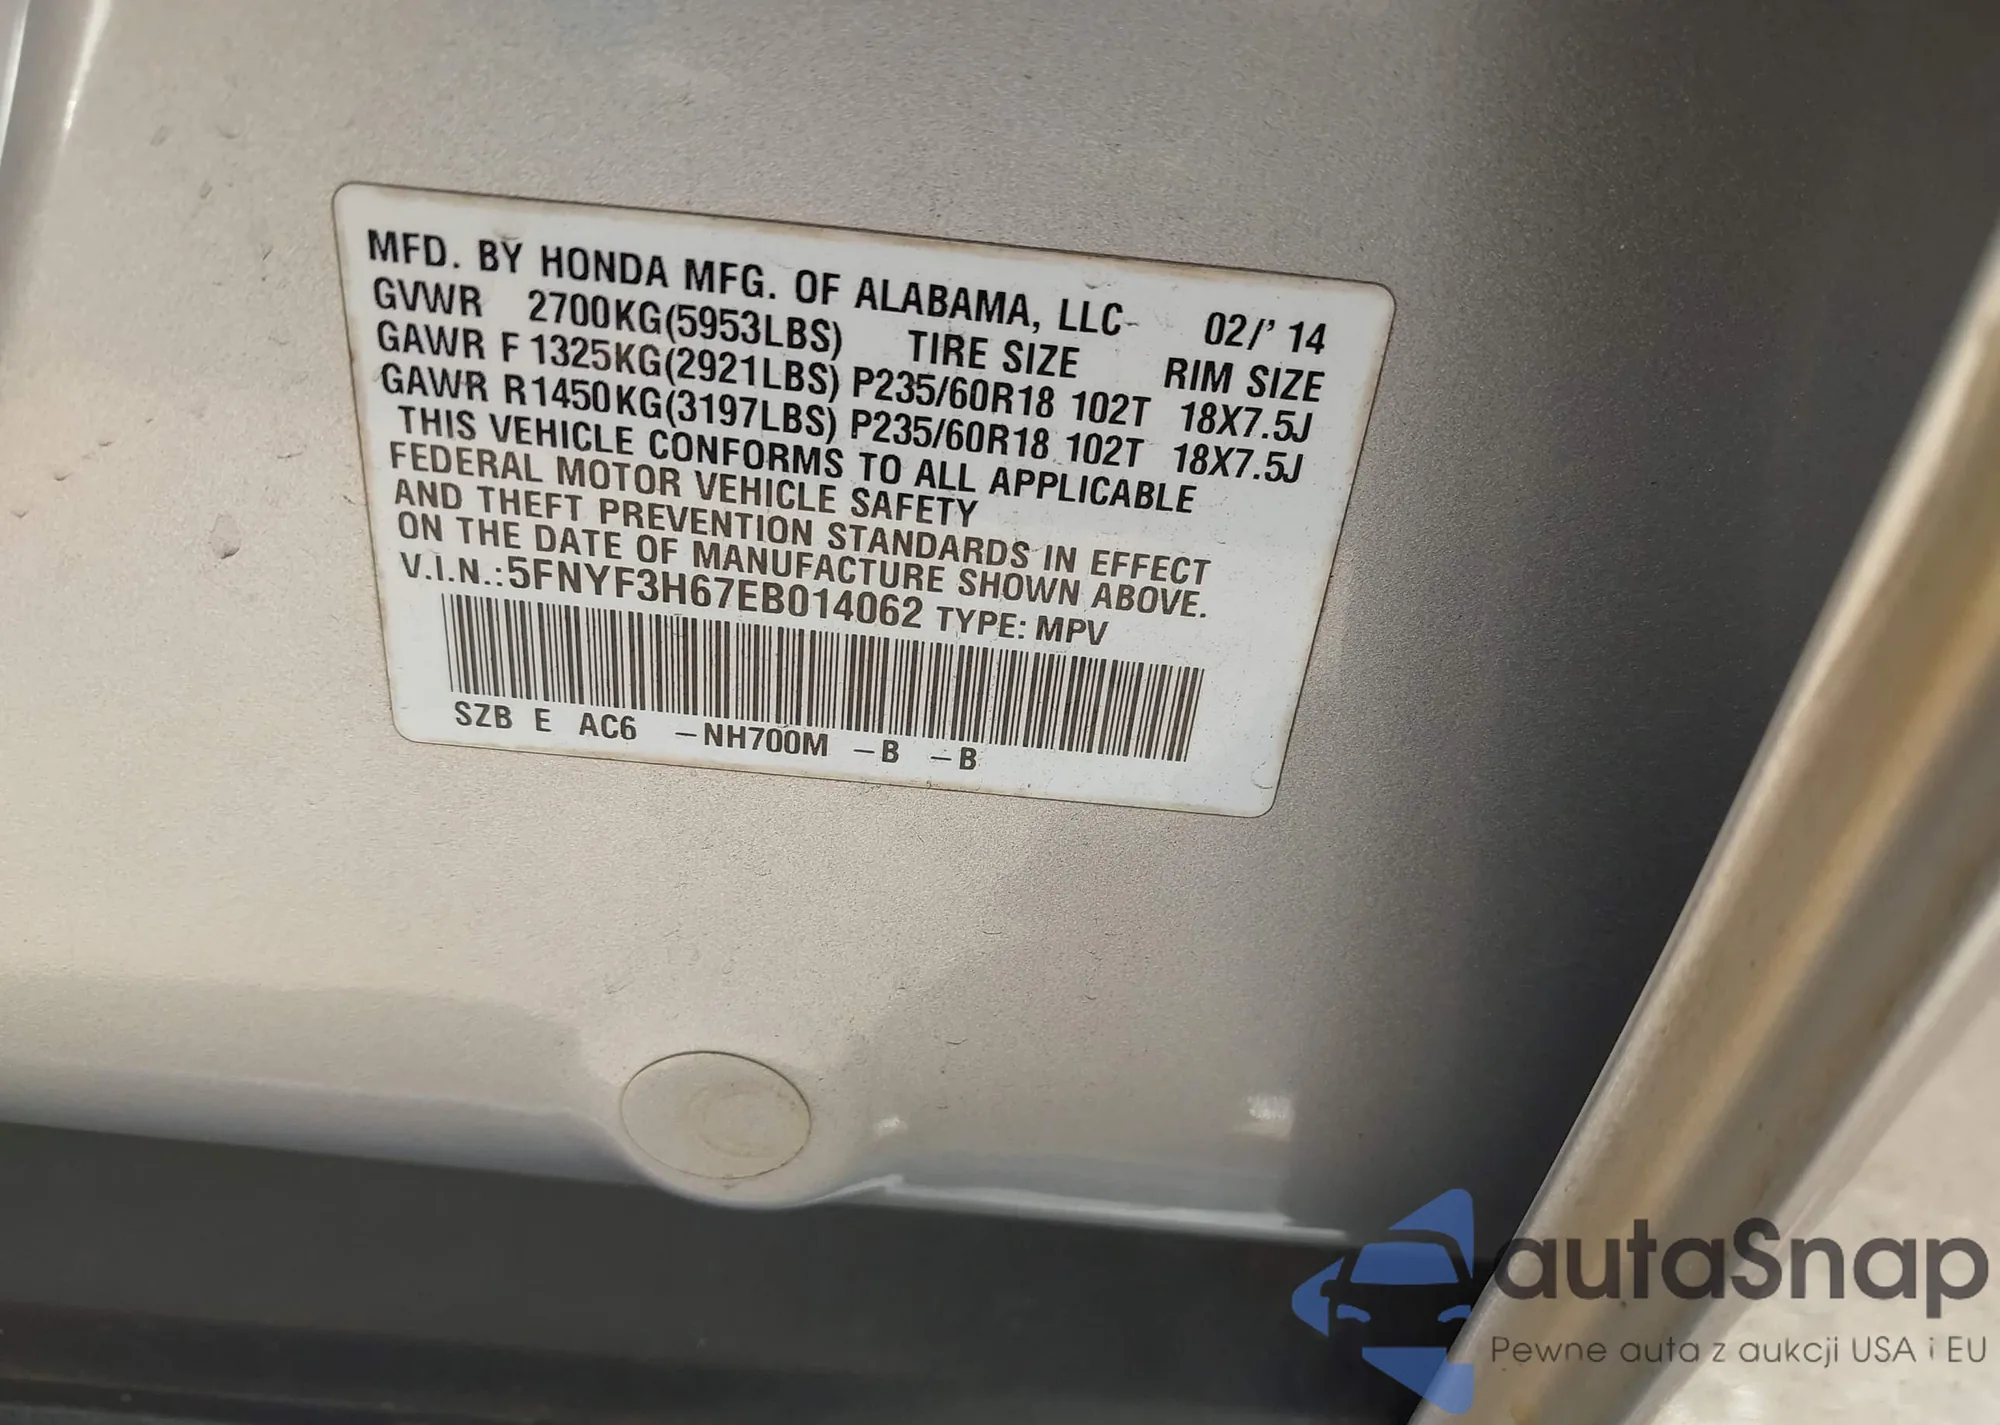 MFD. BY HONDA MFG. OF ALABAMA, LLC 02/' 14
GVWR 2700KG(5953LBS) TIRE SIZE RIM SIZE
GAWR F 1325KG(2921LBS) P235/60R18 102T 18X7.5J
GAWR R1450KG(3197LBS) P235/60R18 102T 18X7.5J
THIS VEHICLE CONFORMS TO ALL APPLICABLE
FEDERAL MOTOR VEHICLE SAFETY
AND THEFT PREVENTION STANDARDS IN EFFECT
ON THE DATE OF MANUFACTURE SHOWN ABOVE.
V.I.N.:5FNYF3H67EB014062 TYPE: MPV
SZB E AC6 –NH700M –B –B
autaSnap
Pewne auta z aukcji USA i EU